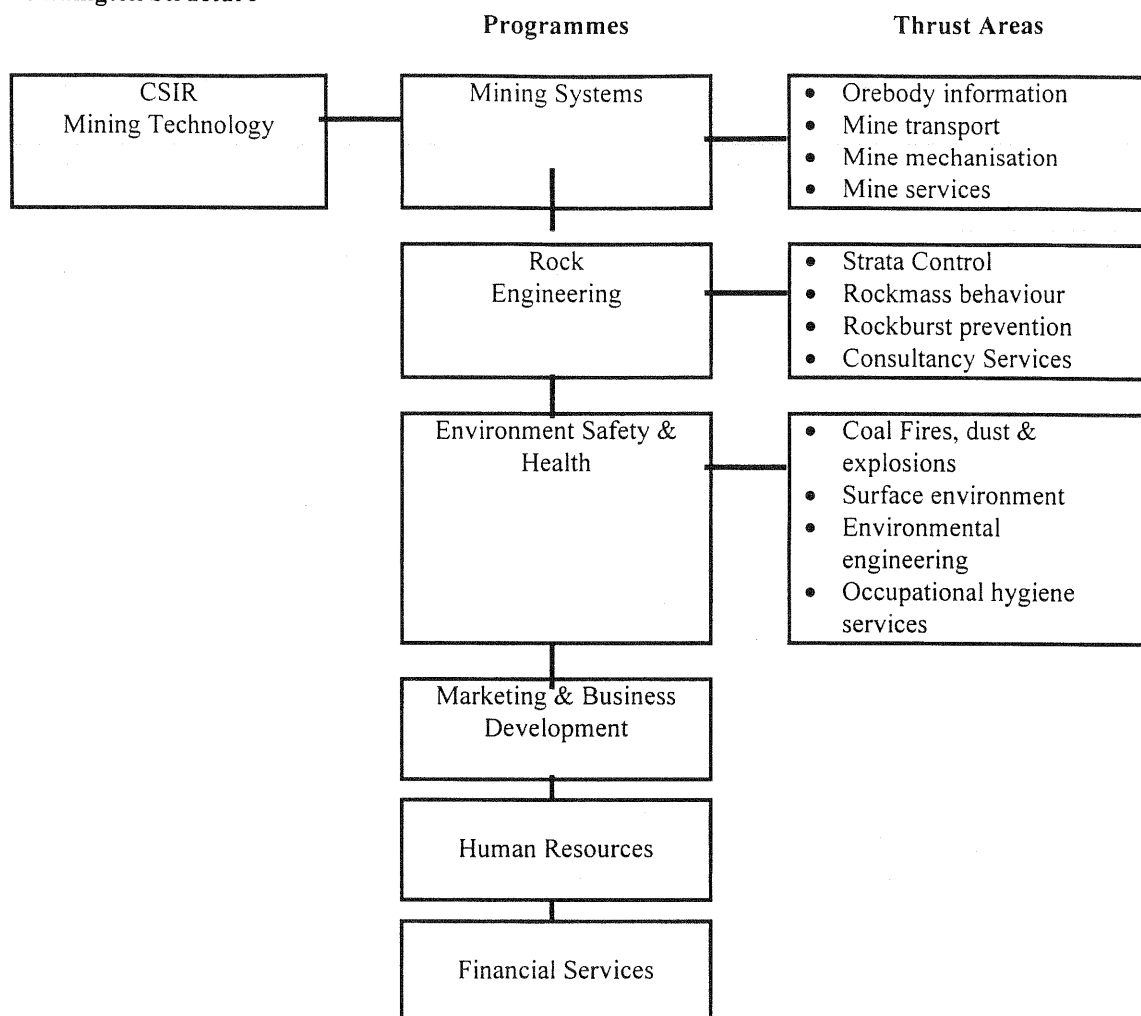 Programmes
Thrust Areas
CSIR
Mining Technology
Mining Systems
• Orebody information
• Mine transport
• Mine mechanisation
• Mine services
Rock
Engineering
• Strata Control
• Rockmass behaviour
• Rockburst prevention
• Consultancy Services
Environment Safety &
Health
• Coal Fires, dust &
explosions
• Surface environment
• Environmental
engineering
• Occupational hygiene
services
Marketing & Business
Development
Human Resources
Financial Services